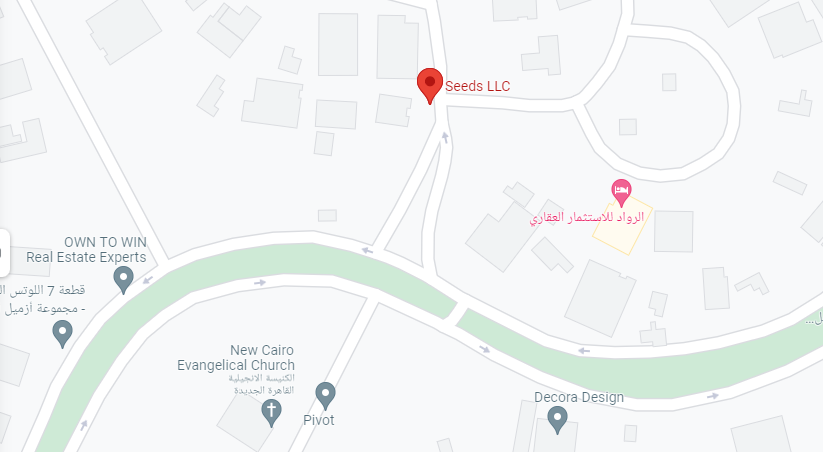 Seeds LLC
الرواد للاستثمار العقاري
OWN TO WIN
Real Estate Experts
قطعة 7 اللوتس
- مجموعة أزميل
New Cairo
Evangelical Church
الكنيسة الانجيلية
القاهرة الجديدة
Pivot
Decora Design